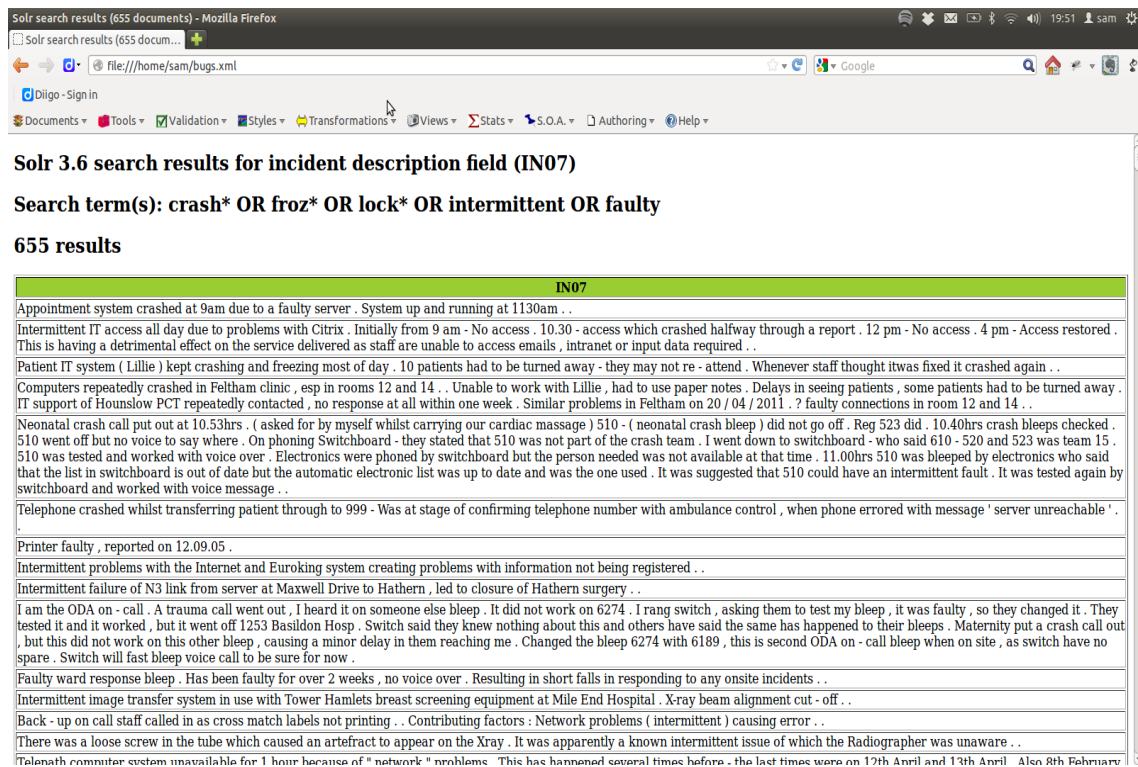 Solr search results (655 documents) - Mozilla Firefox
19:51 sam
Solr search results (655 docum...
file:///home/sam/bugs.xml
Google
Diigo - Sign in
Documents Tools Validation Styles Transformations Views Stats S.O.A. Authoring Help
Solr 3.6 search results for incident description field (IN07)
Search term(s): crash* OR froz* OR lock* OR intermittent OR faulty
655 results
IN07
Appointment system crashed at 9am due to a faulty server . System up and running at 1130am . .
Intermittent IT access all day due to problems with Citrix . Initially from 9 am - No access . 10.30 - access which crashed halfway through a report . 12 pm - No access . 4 pm - Access restored .
This is having a detrimental effect on the service delivered as staff are unable to access emails , intranet or input data required . .
Patient IT system ( Lillie ) kept crashing and freezing most of day . 10 patients had to be turned away - they may not re - attend . Whenever staff thought itwas fixed it crashed again . .
Computers repeatedly crashed in Feltham clinic , esp in rooms 12 and 14 . . Unable to work with Lillie , had to use paper notes . Delays in seeing patients , some patients had to be turned away .
IT support of Hounslow PCT repeatedly contacted , no response at all within one week . Similar problems in Feltham on 20 / 04 / 2011 . ? faulty connections in room 12 and 14 . .
Neonatal crash call put out at 10.53hrs . ( asked for by myself whilst carrying our cardiac massage ) 510 - ( neonatal crash bleep ) did not go off . Reg 523 did . 10.40hrs crash bleeps checked .
510 went off but no voice to say where . On phoning Switchboard - they stated that 510 was not part of the crash team . I went down to switchboard - who said 610 - 520 and 523 was team 15 .
510 was tested and worked with voice over . Electronics were phoned by switchboard but the person needed was not available at that time . 11.00hrs 510 was bleeped by electronics who said
that the list in switchboard is out of date but the automatic electronic list was up to date and was the one used . It was suggested that 510 could have an intermittent fault . It was tested again by
switchboard and worked with voice message . .
Telephone crashed whilst transferring patient through to 999 - Was at stage of confirming telephone number with ambulance control , when phone errored with message ' server unreachable ' .
.
Printer faulty , reported on 12.09.05 .
Intermittent problems with the Internet and Euroking system creating problems with information not being registered . .
Intermittent failure of N3 link from server at Maxwell Drive to Hathern , led to closure of Hathern surgery . .
I am the ODA on - call . A trauma call went out , I heard it on someone else bleep . It did not work on 6274 . I rang switch , asking them to test my bleep , it was faulty , so they changed it . They
tested it and it worked , but it went off 1253 Basildon Hosp . Switch said they knew nothing about this and others have said the same has happened to their bleeps . Maternity put a crash call out
, but this did not work on this other bleep , causing a minor delay in them reaching me . Changed the bleep 6274 with 6189 , this is second ODA on - call bleep when on site , as switch have no
spare . Switch will fast bleep voice call to be sure for now .
Faulty ward response bleep . Has been faulty for over 2 weeks , no voice over . Resulting in short falls in responding to any onsite incidents . .
Intermittent image transfer system in use with Tower Hamlets breast screening equipment at Mile End Hospital . X-ray beam alignment cut - off . .
Back - up on call staff called in as cross match labels not printing . . Contributing factors : Network problems ( intermittent ) causing error . .
There was a loose screw in the tube which caused an artefract to appear on the Xray . It was apparently a known intermittent issue of which the Radiographer was unaware . .
Telepath computer system unavailable for 1 hour because of " network " problems . This has happened several times before - the last times were on 12th April and 13th April . Also 8th February